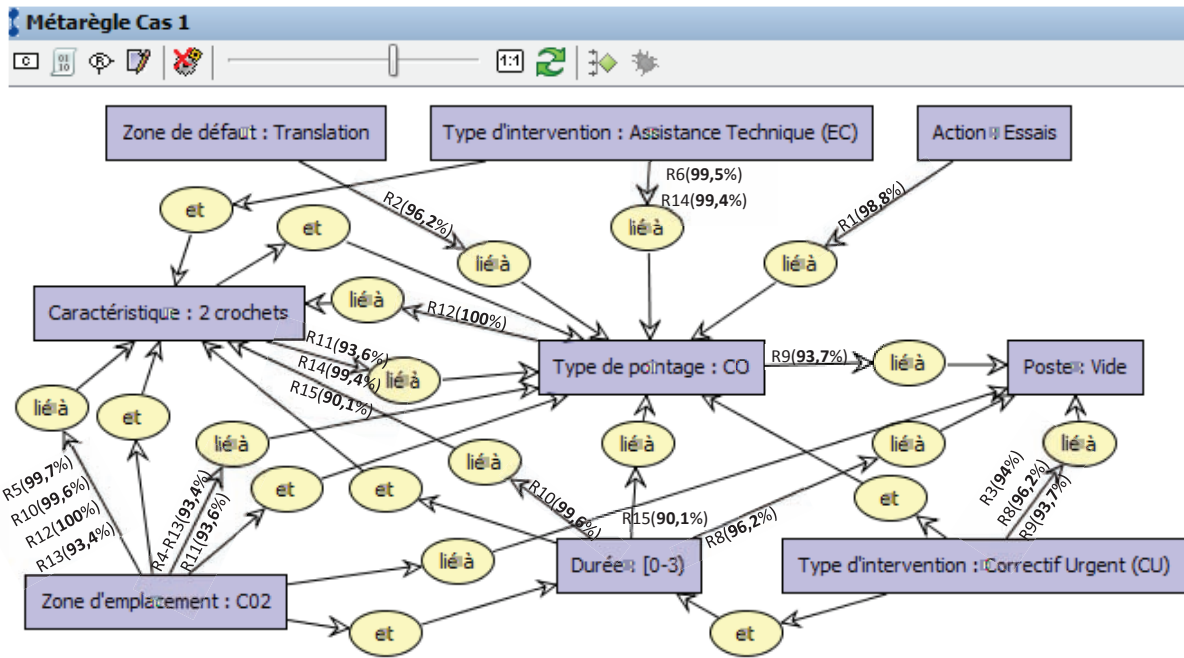 Métarègle Cas 1
C
01
10
R
1:1
Zone de défaut : Translation
Type d'intervention : Assistance Technique (EC)
Action : Essais
R6(99,5%)
R14(99,4%)
R2(96,2%)
R1(98,8%)
et
et
lié à
lié à
lié à
Caractéristique : 2 crochets
lié à
R12(100%)
R11(93,6%)
R14(99,4%)
R15(90,1%)
lié à
Type de pointage : CO
R9(93,7%)
lié à
Poste : Vide
lié à
et
lié à
lié à
lié à
lié à
lié à
R5(99,7%)
R10(99,6%)
R12(100%)
R13(93,4%)
R4-R13(93,4%)
R11(93,6%)
et
et
R10(99,6%)
R15(90,1%)
R8(96,2%)
et
R3(94%)
R8(96,2%)
R9(93,7%)
lié à
Durée : [0-3)
Type d'intervention : Correctif Urgent (CU)
Zone d'emplacement : C02
et
et